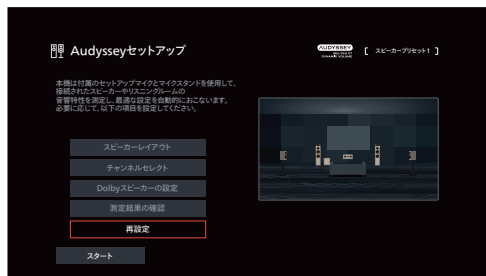 Audysseyセットアップ
AUDYSSEY
MULTEQ XT
DYNAMIC VOLUME
[ スピーカープリセット1 ]
本機は付属のセットアップマイクとマイクスタンドを使用して、
接続されたスピーカーやリスニングルームの
音響特性を測定し、最適な設定を自動的におこないます。
必要に応じて、以下の項目を設定してください。
スピーカーレイアウト
チャンネルセレクト
Dolbyスピーカーの設定
測定結果の確認
再設定
スタート